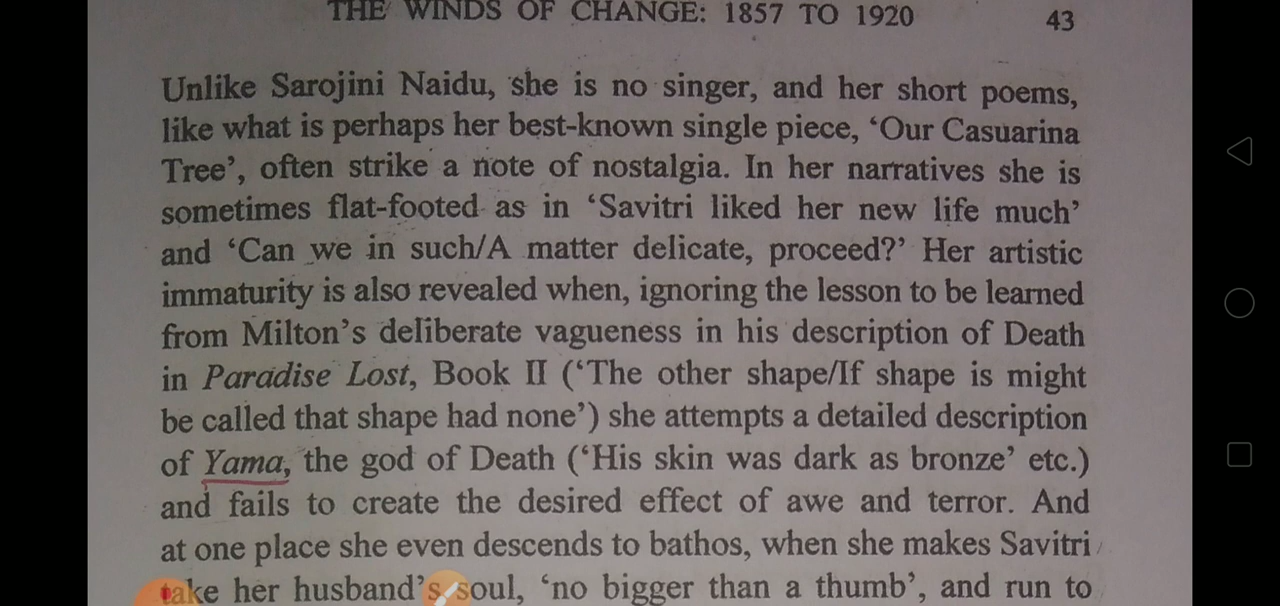 THE WINDS OF CHANGE: 1857 TO 1920 43
Unlike Sarojini Naidu, she is no singer, and her short poems,
like what is perhaps her best-known single piece, ‘Our Casuarina
Tree’, often strike a note of nostalgia. In her narratives she is
sometimes flat-footed as in ‘Savitri liked her new life much’
and ‘Can we in such/A matter delicate, proceed?’ Her artistic
immaturity is also revealed when, ignoring the lesson to be learned
from Milton’s deliberate vagueness in his description of Death
in Paradise Lost, Book II (‘The other shape/If shape is might
be called that shape had none’) she attempts a detailed description
of Yama, the god of Death (‘His skin was dark as bronze’ etc.)
and fails to create the desired effect of awe and terror. And
at one place she even descends to bathos, when she makes Savitri
take her husband’s soul, ‘no bigger than a thumb’, and run to